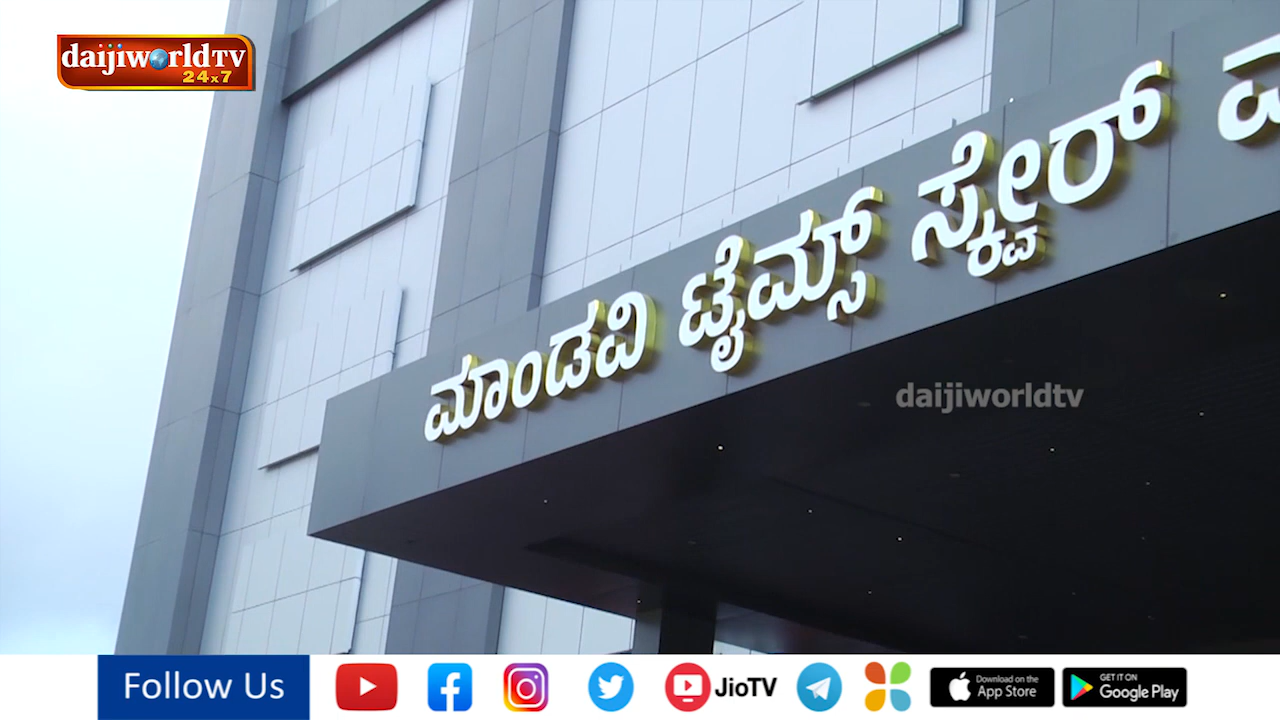 daijiworldTV
24x7
ಮಾಂಡವಿ ಟೈಮ್ಸ್ ಸ್ಕ್ವೇರ್
daijiworldtv
Follow Us
JioTV
Download on the
App Store
GET IT ON
Google Play